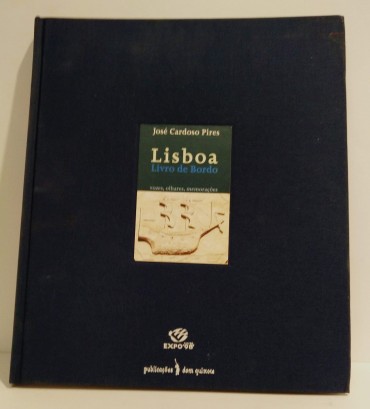 José Cardoso Pires
Lisboa
Livro de Bordo
vozes, olhares, memorações
EXPO'98
publicações dom quixote